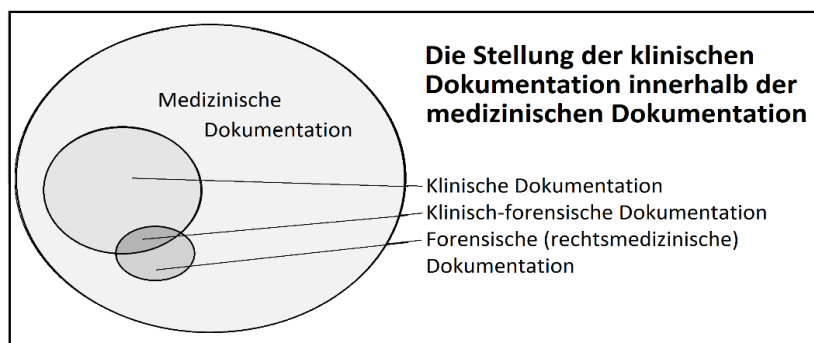 Die Stellung der klinischen
Dokumentation innerhalb der
medizinischen Dokumentation
Medizinische
Dokumentation
Klinische Dokumentation
Klinisch-forensische Dokumentation
Forensische (rechtsmedizinische)
Dokumentation